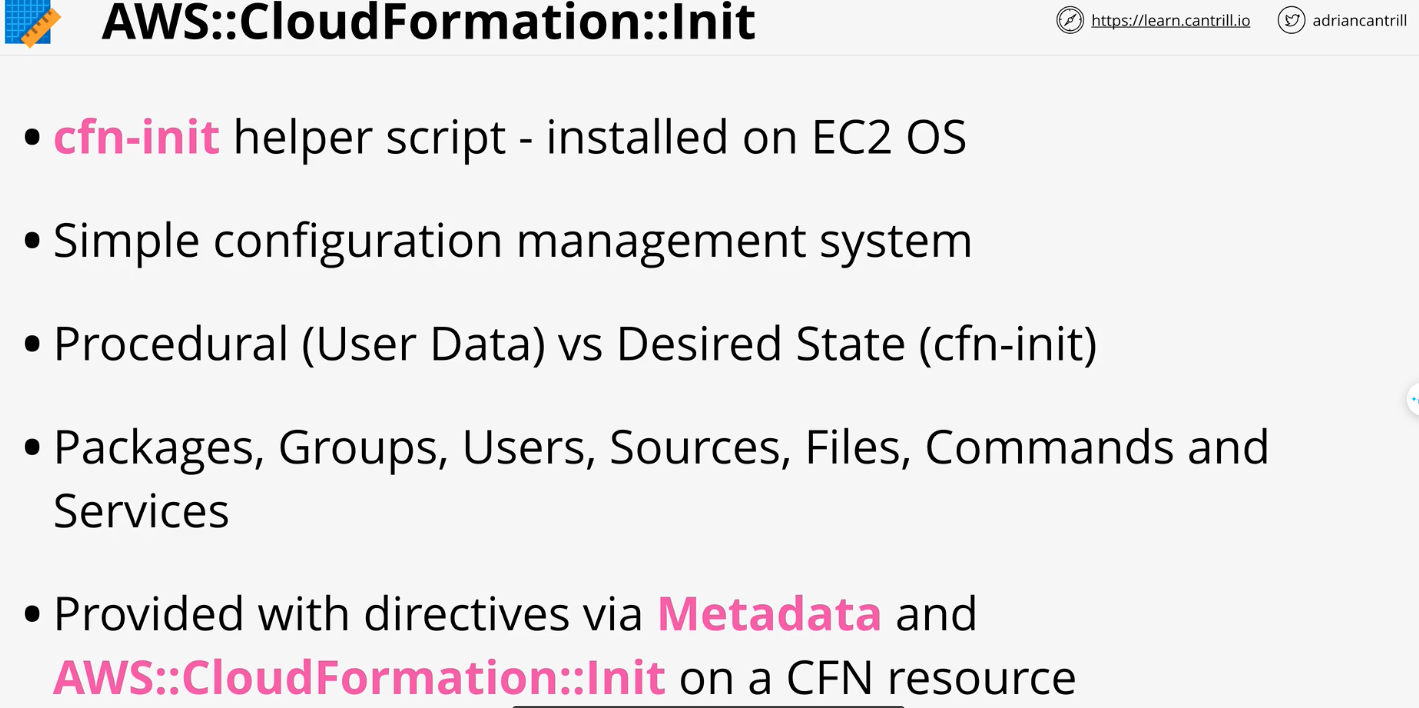 AWS::CloudFormation::Init
https://learn.cantrill.io
adriancantrill
• cfn-init helper script - installed on EC2 OS
• Simple configuration management system
• Procedural (User Data) vs Desired State (cfn-init)
• Packages, Groups, Users, Sources, Files, Commands and
Services
• Provided with directives via Metadata and
AWS::CloudFormation::Init on a CFN resource